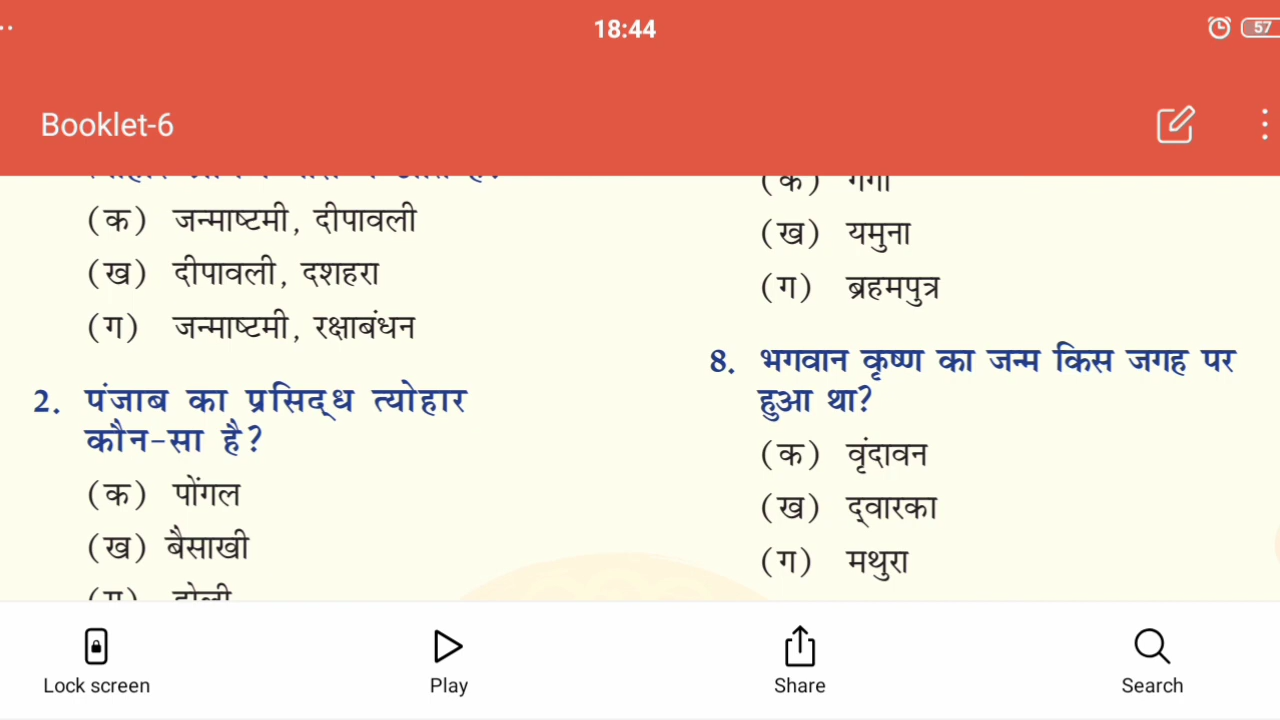 18:44
57
Booklet-6
(क) जन्माष्टमी, दीपावली
(ख) दीपावली, दशहरा
(ग) जन्माष्टमी, रक्षाबंधन
2. पंजाब का प्रसिद्ध त्योहार
कौन-सा है?
(क) पोंगल
(ख) बैसाखी
(ग) होली
(क) गंगा
(ख) यमुना
(ग) ब्रहमपुत्र
8. भगवान कृष्ण का जन्म किस जगह पर
हुआ था?
(क) वृंदावन
(ख) द्वारका
(ग) मथुरा
Lock screen
Play
Share
Search